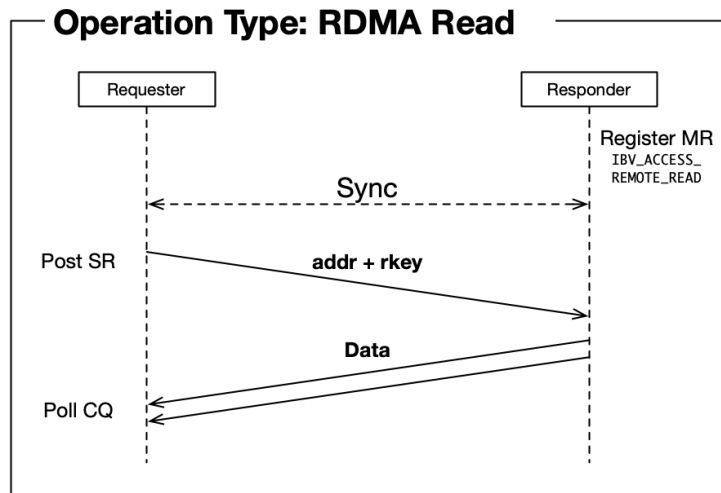 Operation Type: RDMA Read
Requester
Responder
Register MR
IBV_ACCESS_
REMOTE_READ
Sync
Post SR
addr + rkey
Data
Poll CQ